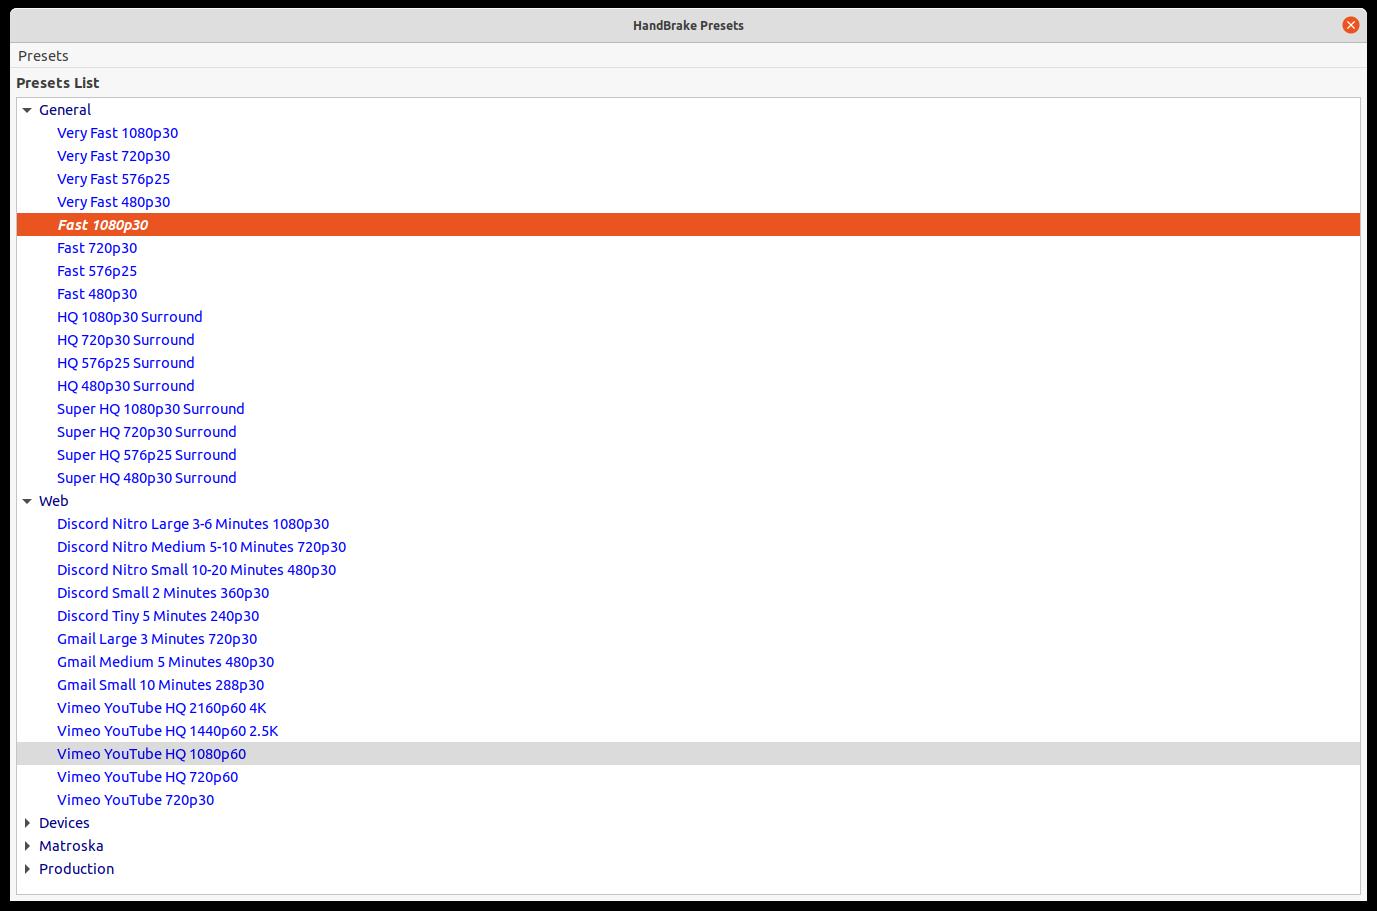 HandBrake Presets
Presets
Presets List
General
Very Fast 1080p30
Very Fast 720p30
Very Fast 576p25
Very Fast 480p30
Fast 1080p30
Fast 720p30
Fast 576p25
Fast 480p30
HQ 1080p30 Surround
HQ 720p30 Surround
HQ 576p25 Surround
HQ 480p30 Surround
Super HQ 1080p30 Surround
Super HQ 720p30 Surround
Super HQ 576p25 Surround
Super HQ 480p30 Surround
Web
Discord Nitro Large 3-6 Minutes 1080p30
Discord Nitro Medium 5-10 Minutes 720p30
Discord Nitro Small 10-20 Minutes 480p30
Discord Small 2 Minutes 360p30
Discord Tiny 5 Minutes 240p30
Gmail Large 3 Minutes 720p30
Gmail Medium 5 Minutes 480p30
Gmail Small 10 Minutes 288p30
Vimeo YouTube HQ 2160p60 4K
Vimeo YouTube HQ 1440p60 2.5K
Vimeo YouTube HQ 1080p60
Vimeo YouTube HQ 720p60
Vimeo YouTube 720p30
Devices
Matroska
Production